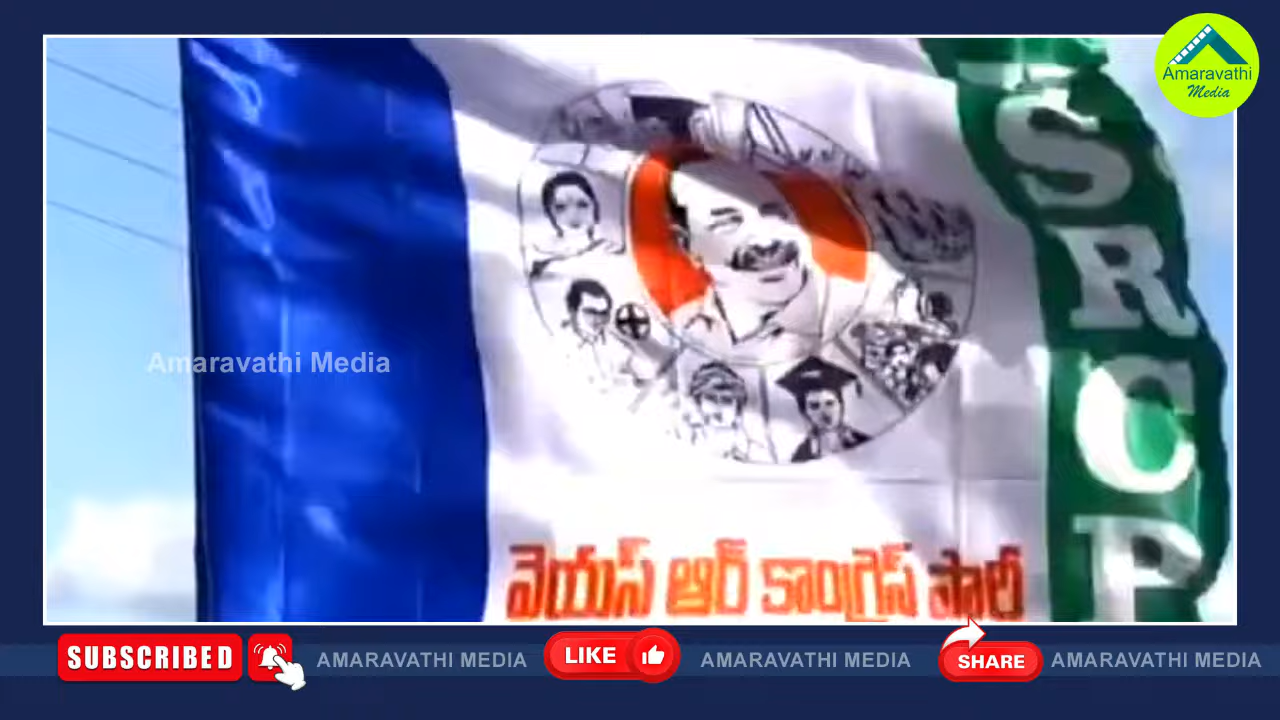 Amaravathi
Media
SRCP
Amaravathi Media
వైయస్ ఆర్ కాంగ్రెస్ పార్టీ
SUBSCRIBED
AMARAVATHI MEDIA
LIKE
AMARAVATHI MEDIA
SHARE
AMARAVATHI MEDIA